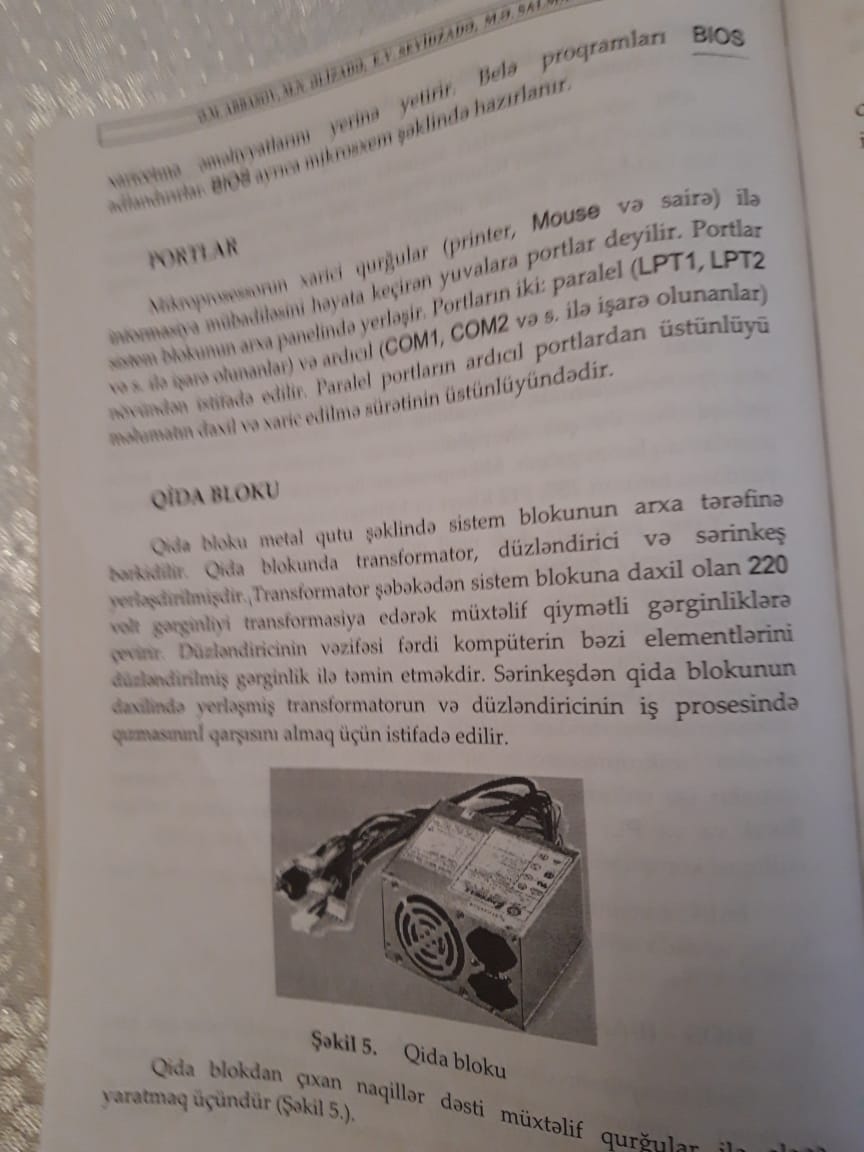 Ə.M. ABBASOV, M.N. ƏLİZADƏ, E.V. SEYİDZADƏ, M.Ə.
xaricetmə əməliyyatlarını yerinə yetirir. Belə proqramları BIOS
adlandırırlar. BIOS ayrıca mikrosxem şəklində hazırlanır.
PORTLAR
Mikroprosessorun xarici qurğular (printer, Mouse və sairə) ilə
informasiya mübadiləsini həyata keçirən yuvalara portlar deyilir. Portlar
sistem blokunun arxa panelində yerləşir. Portların iki: paralel (LPT1, LPT2
və s. ilə işarə olunanlar) və ardıcıl (COM1, COM2 və s. ilə işarə olunanlar)
növündən istifadə edilir. Paralel portların ardıcıl portlardan üstünlüyü
məlumatın daxil və xaric edilmə sürətinin üstünlüyündədir.
QİDA BLOKU
Qida bloku metal qutu şəklində sistem blokunun arxa tərəfinə
bərkidilir. Qida blokunda transformator, düzləndirici və sərinkeş
yerləşdirilmişdir. Transformator şəbəkədən sistem blokuna daxil olan 220
volt gərginliyi transformasiya edərək müxtəlif qiymətli gərginliklərə
çevirir. Düzləndiricinin vəzifəsi fərdi kompüterin bəzi elementlərini
düzləndirilmiş gərginlik ilə təmin etməkdir. Sərinkeşdən qida blokunun
daxilində yerləşmiş transformatorun və düzləndiricinin iş prosesində
qızmasının qarşısını almaq üçün istifadə edilir.
Şəkil 5. Qida bloku
Qida blokdan çıxan naqillər dəsti müxtəlif qurğular ilə
yaratmaq üçündür (Şəkil 5.).